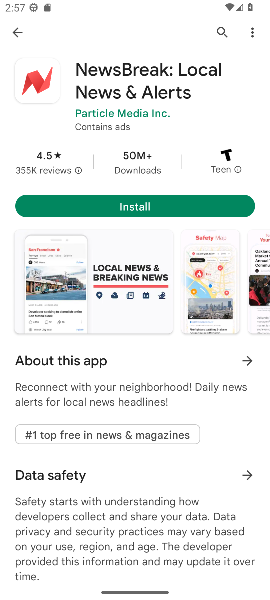 2:57
NewsBreak: Local
News & Alerts
Particle Media Inc.
Contains ads
4.5★
50M+
355K reviews
Downloads
Teen
Install
LOCAL NEWS &
BREAKING NEWS
Safety Map
About this app
Reconnect with your neighborhood! Daily news
alerts for local news headlines!
#1 top free in news & magazines
Data safety
Safety starts with understanding how
developers collect and share your data. Data
privacy and security practices may vary based
on your use, region, and age. The developer
provided this information and may update it over
time.